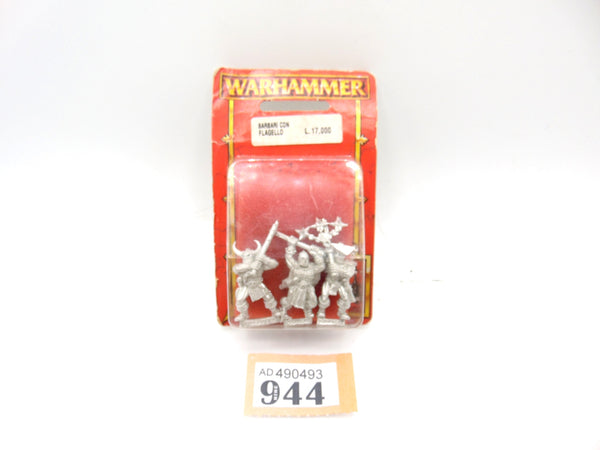 WARHAMMER
BARBARI CON
FLAGELLO L. 17,000
AD 490493
944